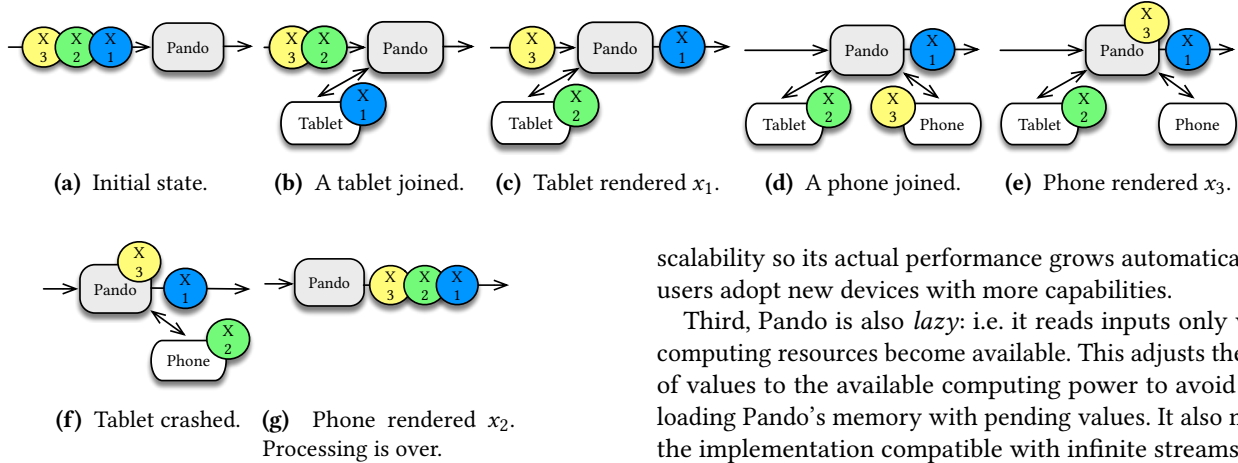 X 3 X 2 X 1 Pando
X 3 X 2 Pando
Tablet X 1
X 3 Pando X 1
Tablet X 2
Pando X 1
Tablet X 2 X 3 Phone
Pando X 3 X 1
Tablet X 2 Phone
(a) Initial state.
(b) A tablet joined.
(c) Tablet rendered x₁.
(d) A phone joined.
(e) Phone rendered x₃.
Pando X 3 X 1
Phone X 2
Pando X 3 X 2 X 1
(f) Tablet crashed.
(g) Phone rendered x₂.
Processing is over.
scalability so its actual performance grows automatica
users adopt new devices with more capabilities.
Third, Pando is also lazy: i.e. it reads inputs only
computing resources become available. This adjusts the
of values to the available computing power to avoid
loading Pando's memory with pending values. It also
the implementation compatible with infinite streams